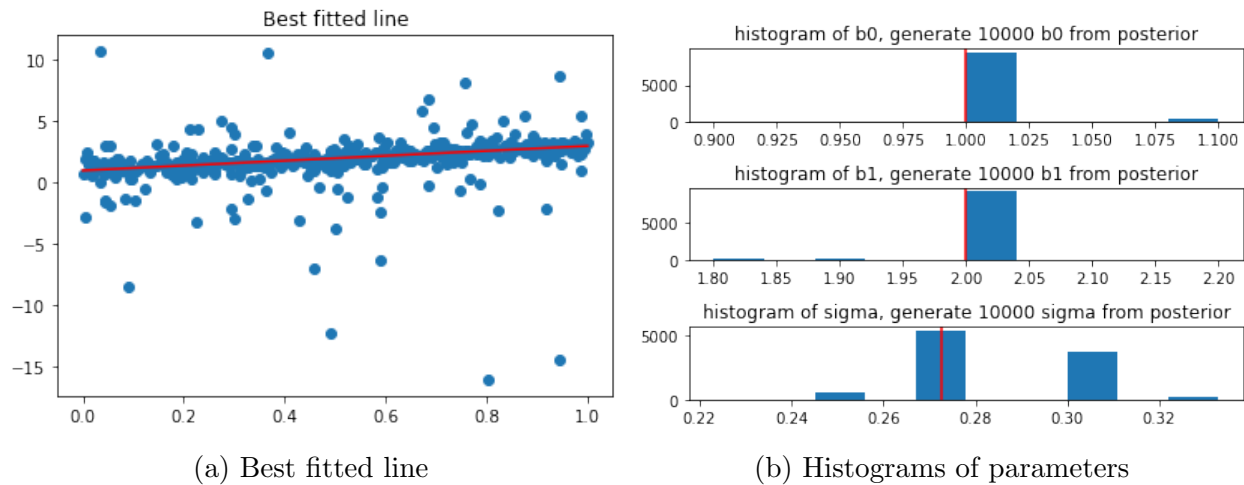 Best fitted line
10
5
0
−5
−10
−15
0.0 0.2 0.4 0.6 0.8 1.0
(a) Best fitted line
histogram of b0, generate 10000 b0 from posterior
5000
0
0.900 0.925 0.950 0.975 1.000 1.025 1.050 1.075 1.100
histogram of b1, generate 10000 b1 from posterior
5000
0
1.80 1.85 1.90 1.95 2.00 2.05 2.10 2.15 2.20
histogram of sigma, generate 10000 sigma from posterior
5000
0
0.22 0.24 0.26 0.28 0.30 0.32
(b) Histograms of parameters